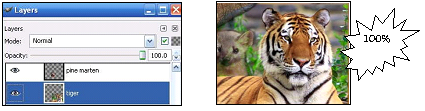 Layers
Layers
Mode: Normal
Opacity: 100.0
pine marten
tiger
100%